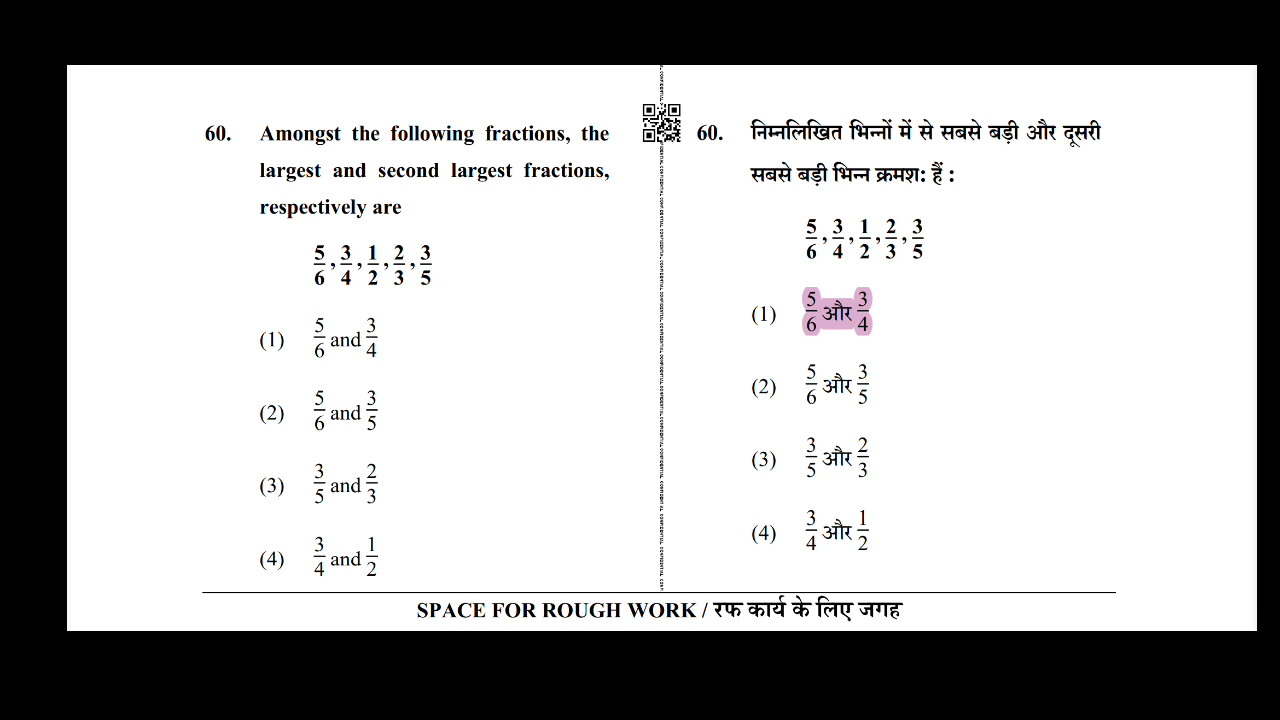 60. Amongst the following fractions, the
largest and second largest fractions,
respectively are
5/6, 3/4, 1/2, 2/3, 3/5
(1) 5/6 and 3/4
(2) 5/6 and 3/5
(3) 3/5 and 2/3
(4) 3/4 and 1/2
60. निम्नलिखित भिन्नों में से सबसे बड़ी और दूसरी
सबसे बड़ी भिन्न क्रमश: हैं :
5/6, 3/4, 1/2, 2/3, 3/5
(1) 5/6 और 3/4
(2) 5/6 और 3/5
(3) 3/5 और 2/3
(4) 3/4 और 1/2
SPACE FOR ROUGH WORK / रफ कार्य के लिए जगह